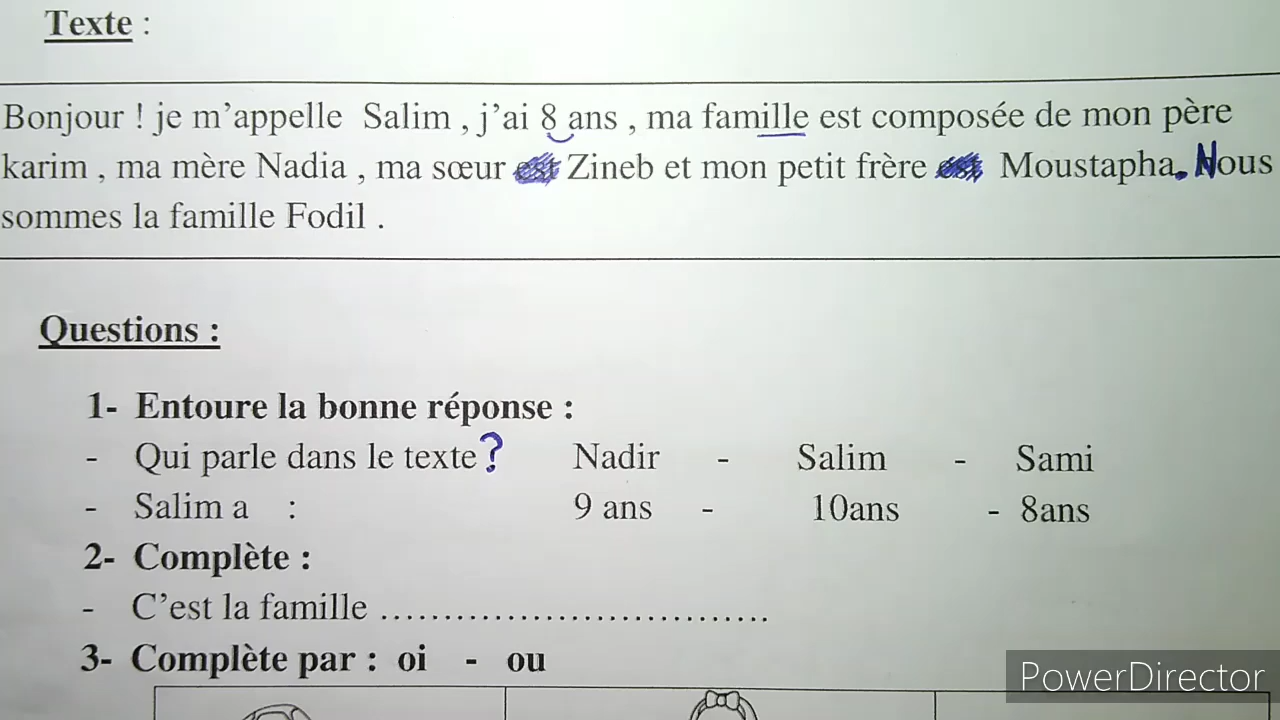 Texte :
Bonjour ! je m’appelle Salim , j’ai 8 ans , ma famille est composée de mon père
karim , ma mère Nadia , ma sœur est Zineb et mon petit frère est Moustapha. Nous
sommes la famille Fodil .
Questions :
1- Entoure la bonne réponse :
- Qui parle dans le texte? Nadir - Salim - Sami
- Salim a : 9 ans - 10ans - 8ans
2- Complète :
- C’est la famille ...............................
3- Complète par : oi - ou
PowerDirector